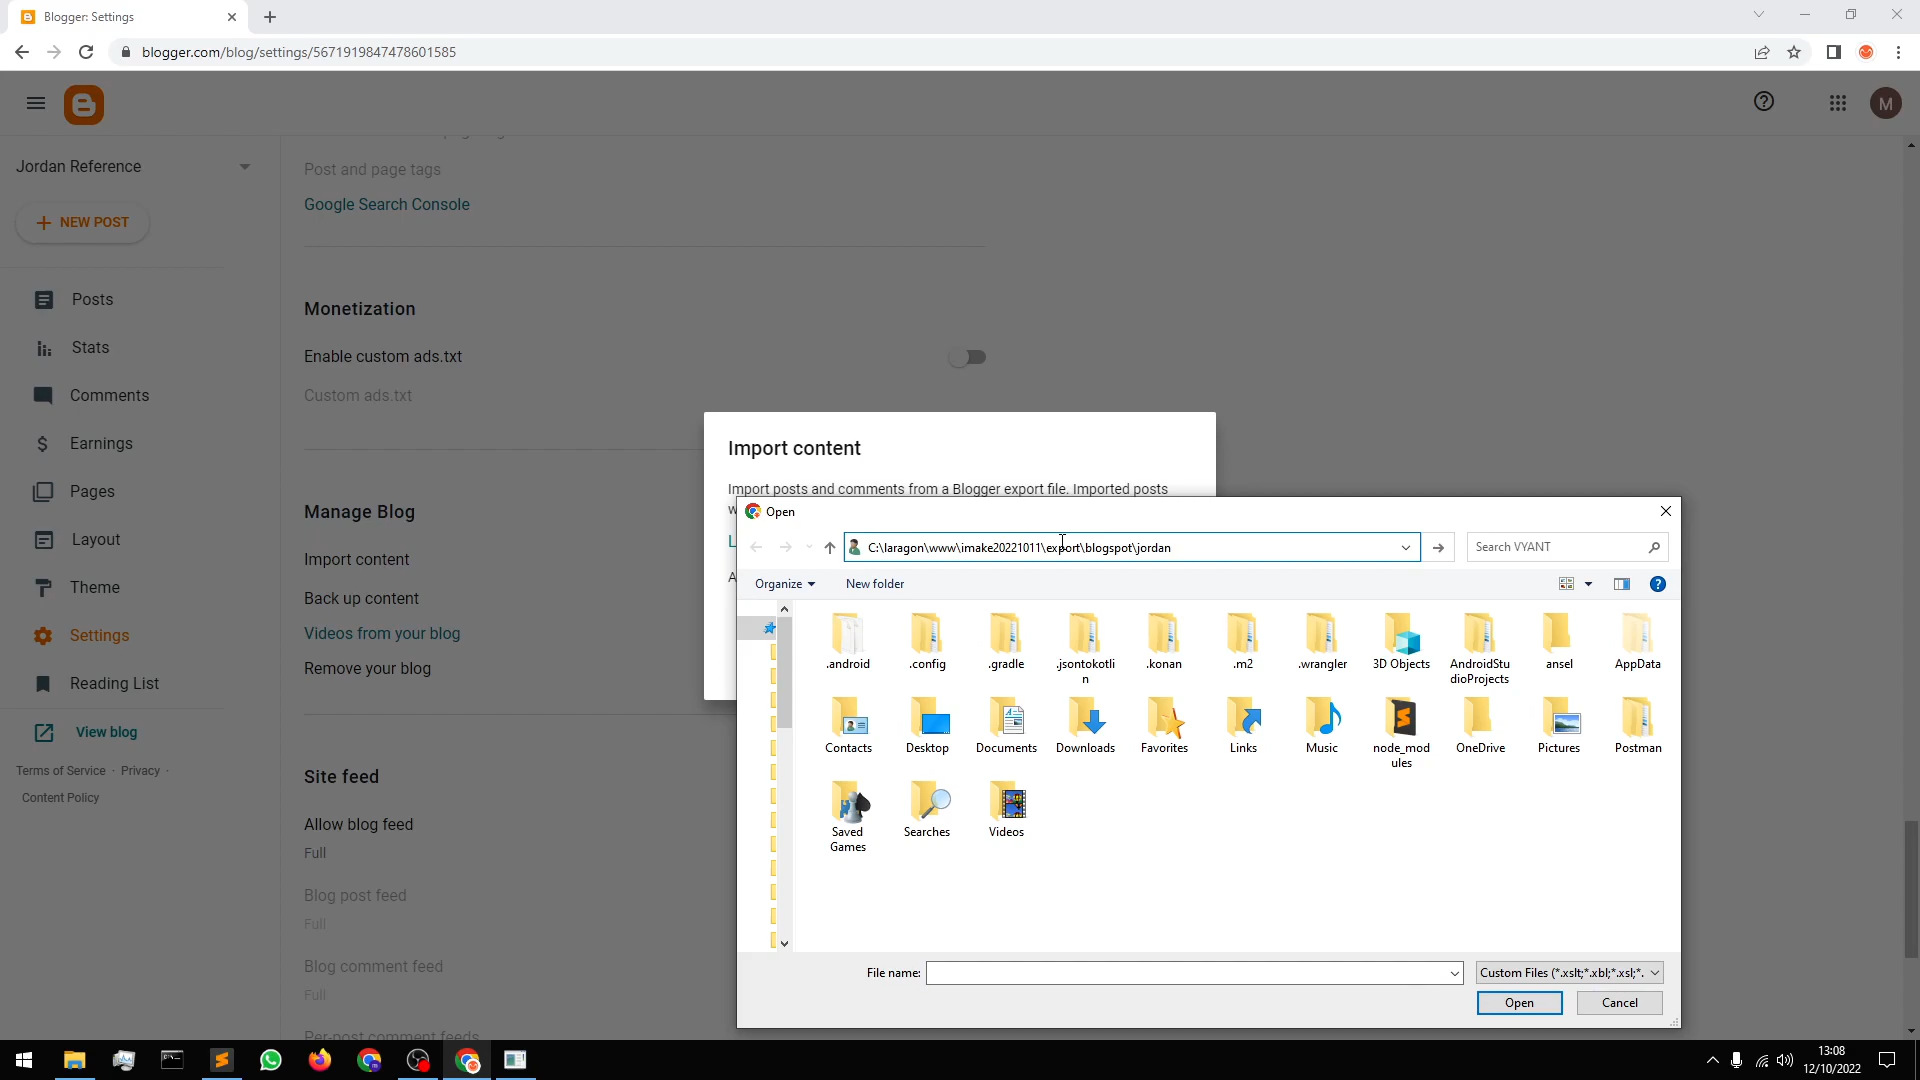 Blogger: Settings
blogger.com/blog/settings/5671919847478601585
M
Jordan Reference
NEW POST
Posts
Stats
Comments
Earnings
Pages
Layout
Theme
Settings
Reading List
View blog
Terms of Service · Privacy ·
Content Policy
Post and page tags
Google Search Console
Monetization
Enable custom ads.txt
Custom ads.txt
Manage Blog
Import content
Back up content
Videos from your blog
Remove your blog
Site feed
Allow blog feed
Full
Blog post feed
Full
Blog comment feed
Full
Per-post comment feeds
Import content
Import posts and comments from a Blogger export file. Imported posts
Open
C:\laragon\www\imake20221011\export\blogspot\jordan
Search VYANT
Organize
New folder
.android
.config
.gradle
.jsontokotli
n
.konan
.m2
.wrangler
3D Objects
AndroidStu
dioProjects
ansel
AppData
Contacts
Desktop
Documents
Downloads
Favorites
Links
Music
node_mod
ules
OneDrive
Pictures
Postman
Saved
Games
Searches
Videos
File name:
Custom Files (*.xslt;*.xbl;*.xsl;*.
Open
Cancel
13:08
12/10/2022